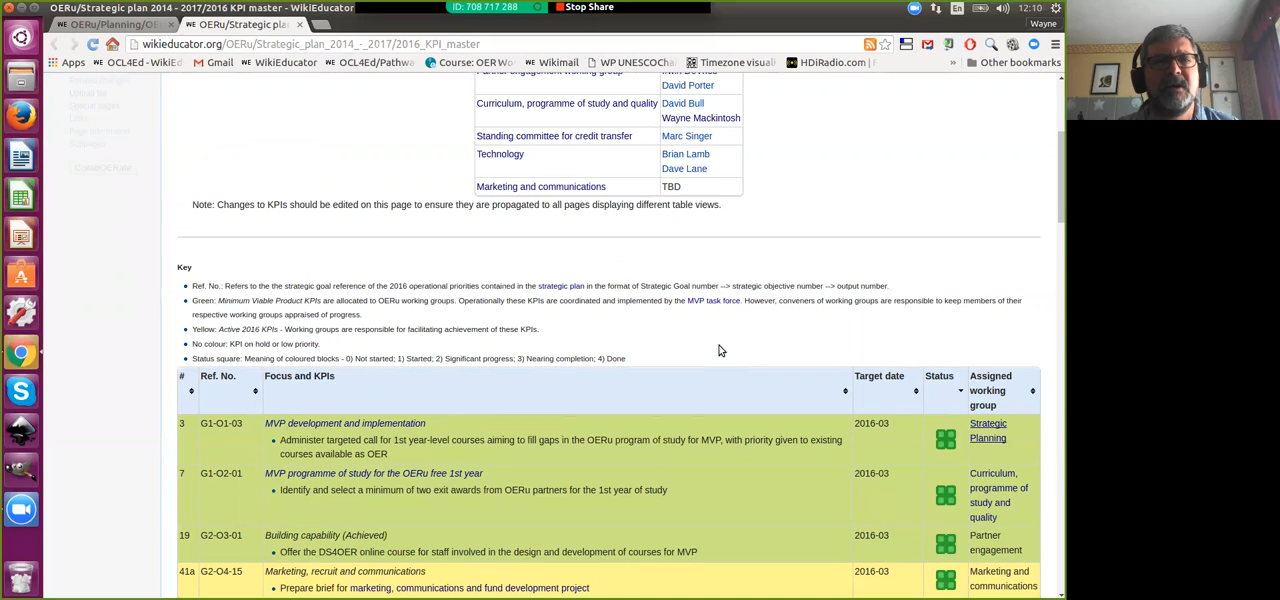 Strategic plan 2014 - 2017/2016 KPI master - WikiEducator
ID: 708 717 288
Stop Share
En
12:10
OERu/Planning/OE
OERu/Strategic plan
Wayne
wikieducator.org/OERu/Strategic_plan_2014_-_2017/2016_KPI_master
Apps
OCL4Ed - WikiEd
Gmail
WikiEducator
OCL4Ed/Pathwa
Course: OER Wo
Wikimail
WP UNESCOChai
Timezone visuali
HDiRadio.com |
»
Other bookmarks
Partner engagement working group
David Porter
Curriculum, programme of study and quality
David Bull
Wayne Mackintosh
Standing committee for credit transfer
Marc Singer
Technology
Brian Lamb
Dave Lane
Marketing and communications
TBD
Note: Changes to KPIs should be edited on this page to ensure they are propagated to all pages displaying different table views.
Key
Ref. No.: Refers to the the strategic goal reference of the 2016 operational priorities contained in the strategic plan in the format of Strategic Goal number --> strategic objective number --> output number.
Green: Minimum Viable Product KPIs are allocated to OERu working groups. Operationally these KPIs are coordinated and implemented by the MVP task force. However, conveners of working groups are responsible to keep members of their
respective working groups appraised of progress.
Yellow: Active 2016 KPIs - Working groups are responsible for facilitating achievement of these KPIs.
No colour: KPI on hold or low priority.
Status square: Meaning of coloured blocks - 0) Not started; 1) Started; 2) Significant progress; 3) Nearing completion; 4) Done
# Ref. No. Focus and KPIs Target date Status Assigned
working
group
3 G1-O1-03 MVP development and implementation 2016-03 Strategic
Planning
Administer targeted call for 1st year-level courses aiming to fill gaps in the OERu program of study for MVP, with priority given to existing
courses available as OER
7 G1-O2-01 MVP programme of study for the OERu free 1st year 2016-03 Curriculum,
programme of
study and
quality
Identify and select a minimum of two exit awards from OERu partners for the 1st year of study
19 G2-O3-01 Building capability (Achieved) 2016-03 Partner
engagement
Offer the DS4OER online course for staff involved in the design and development of courses for MVP
41a G2-O4-15 Marketing, recruit and communications 2016-03 Marketing and
communications
Prepare brief for marketing, communications and fund development project